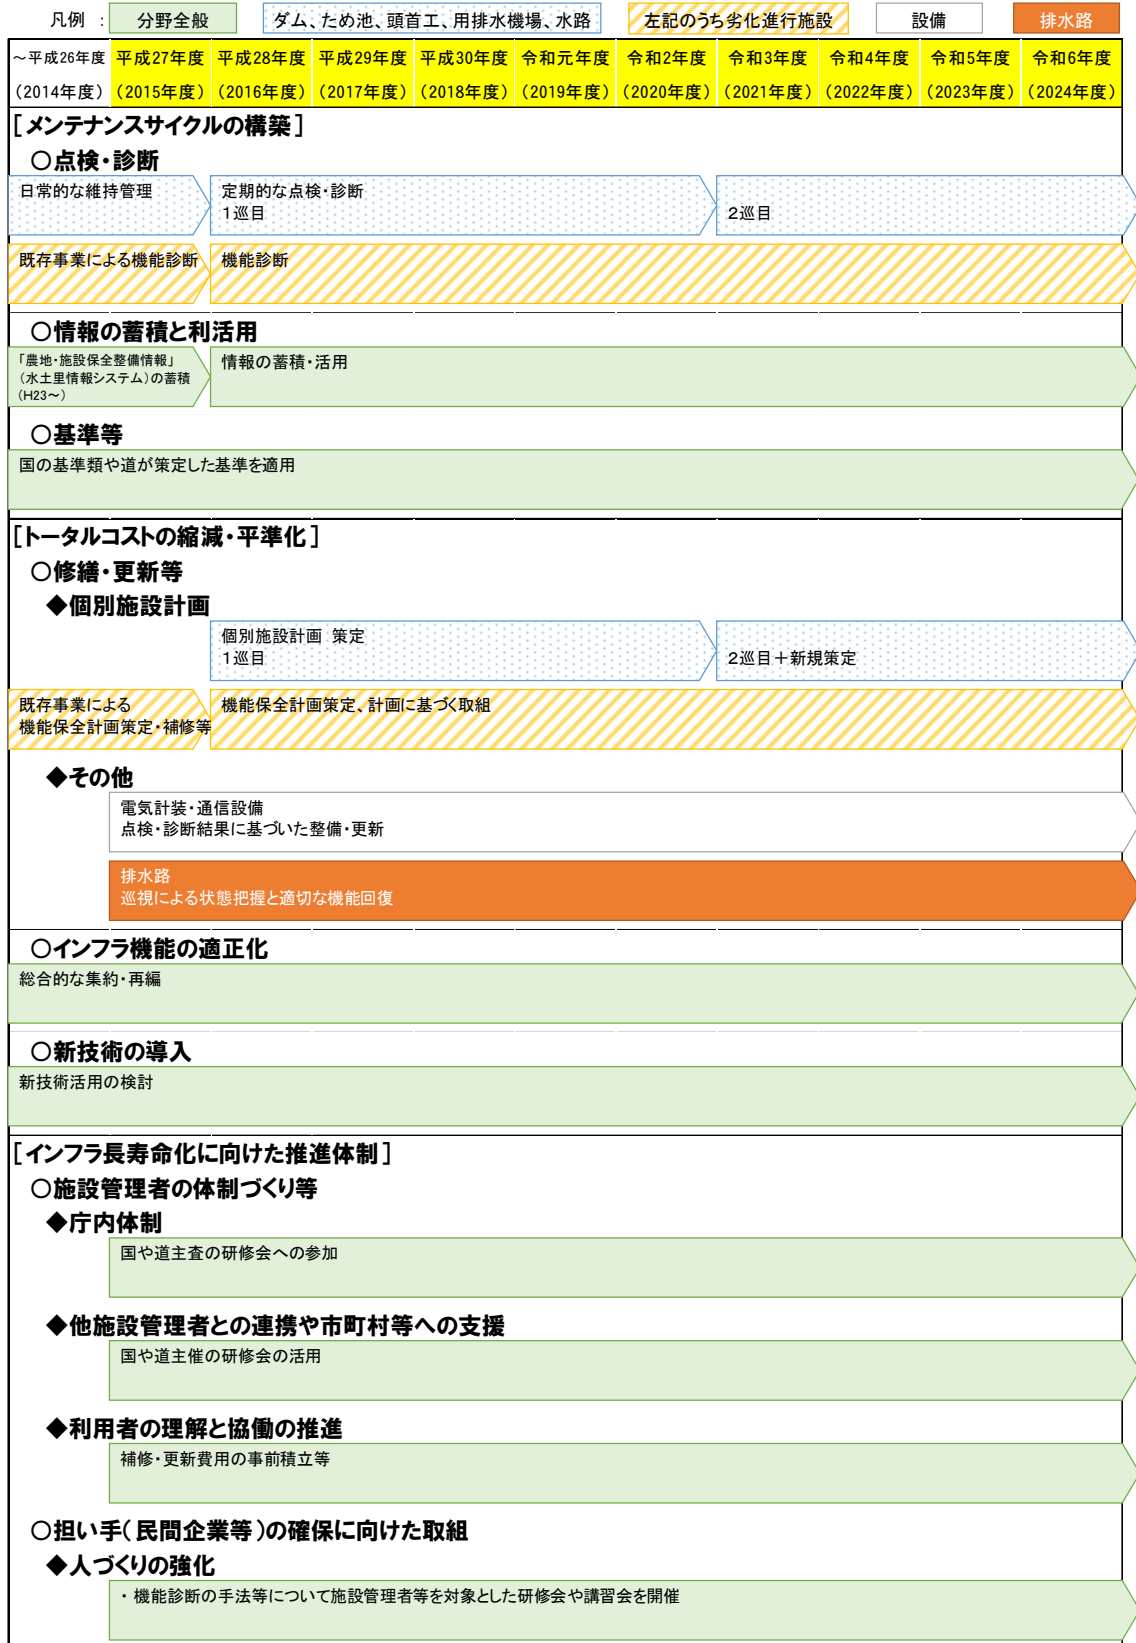 凡例 : 分野全般 ダム、ため池、頭首工、用排水機場、水路 左記のうち劣化進行施設 設備 排水路
～平成26年度 平成27年度 平成28年度 平成29年度 平成30年度 令和元年度 令和2年度 令和3年度 令和4年度 令和5年度 令和6年度
(2014年度) (2015年度) (2016年度) (2017年度) (2018年度) (2019年度) (2020年度) (2021年度) (2022年度) (2023年度) (2024年度)
［メンテナンスサイクルの構築］
○点検・診断
日常的な維持管理 定期的な点検・診断
1巡目 2巡目
既存事業による機能診断 機能診断
○情報の蓄積と利活用
「農地・施設保全整備情報」 情報の蓄積・活用
（水土里情報システム）の蓄積
(H23～)
○基準等
国の基準類や道が策定した基準を適用
［トータルコストの縮減・平準化］
○修繕・更新等
◆個別施設計画
個別施設計画 策定
1巡目 2巡目＋新規策定
既存事業による 機能保全計画策定、計画に基づく取組
機能保全計画策定・補修等
◆その他
電気計装・通信設備
点検・診断結果に基づいた整備・更新
排水路
巡視による状態把握と適切な機能回復
○インフラ機能の適正化
総合的な集約・再編
○新技術の導入
新技術活用の検討
［インフラ長寿命化に向けた推進体制］
○施設管理者の体制づくり等
◆庁内体制
国や道主査の研修会への参加
◆他施設管理者との連携や市町村等への支援
国や道主催の研修会の活用
◆利用者の理解と協働の推進
補修・更新費用の事前積立等
○担い手(民間企業等)の確保に向けた取組
◆人づくりの強化
・機能診断の手法等について施設管理者等を対象とした研修会や講習会を開催